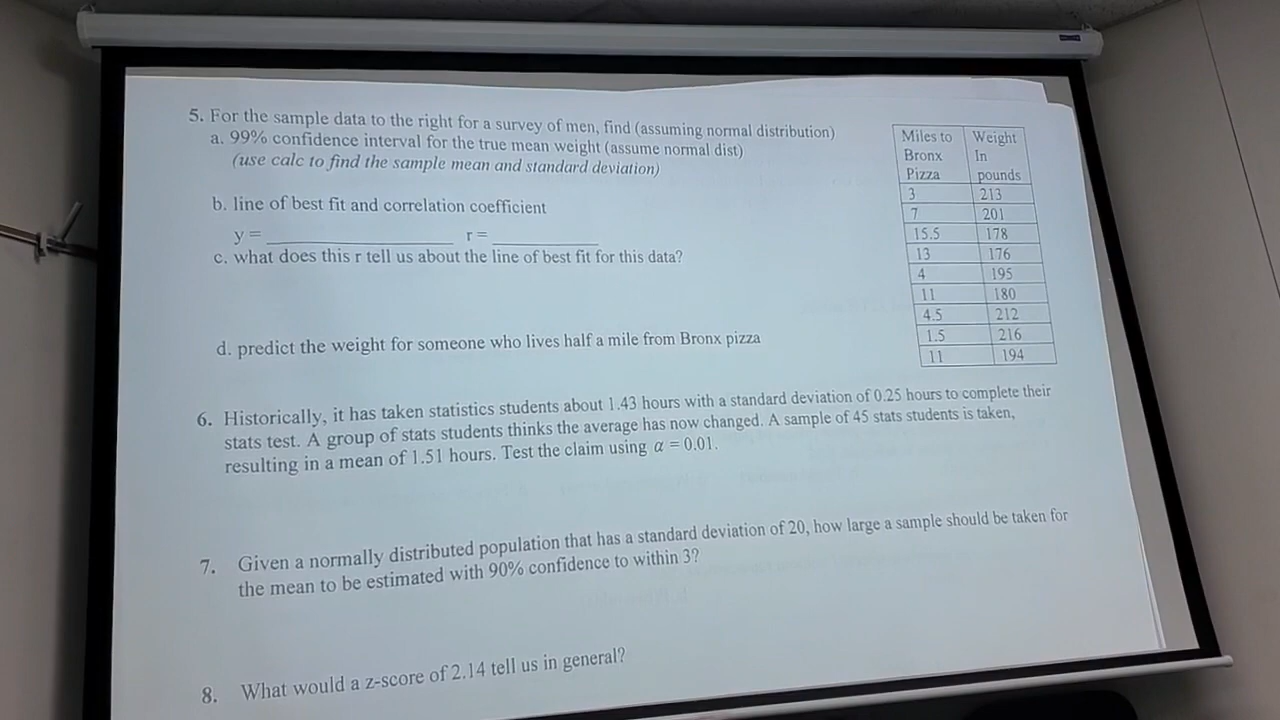 5. For the sample data to the right for a survey of men, find (assuming normal distribution)
a. 99% confidence interval for the true mean weight (assume normal dist)
(use calc to find the sample mean and standard deviation)
b. line of best fit and correlation coefficient
y = ____________________ r = ___________
c. what does this r tell us about the line of best fit for this data?
d. predict the weight for someone who lives half a mile from Bronx pizza
Miles to Weight
Bronx In
Pizza pounds
3 213
7 201
15.5 178
13 176
4 195
11 180
4.5 212
1.5 216
11 194
6. Historically, it has taken statistics students about 1.43 hours with a standard deviation of 0.25 hours to complete their
stats test. A group of stats students thinks the average has now changed. A sample of 45 stats students is taken,
resulting in a mean of 1.51 hours. Test the claim using α = 0.01.
7. Given a normally distributed population that has a standard deviation of 20, how large a sample should be taken for
the mean to be estimated with 90% confidence to within 3?
8. What would a z-score of 2.14 tell us in general?